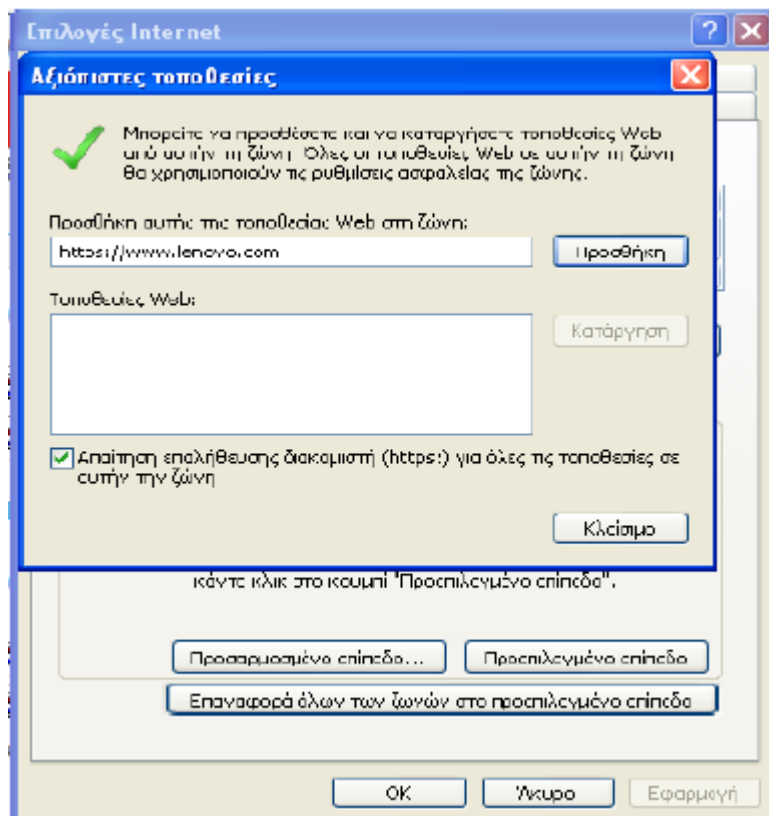 Επιλογές Internet
Αξιόπιστες τοποθεσίες
Μπορείτε να προσθέσετε και να καταργήσετε τοποθεσίες Web
από αυτήν τη ζώνη. Όλες οι τοποθεσίες Web σε αυτήν τη ζώνη
θα χρησιμοποιούν τις ρυθμίσεις ασφαλείας της ζώνης.
Προσθήκη αυτής της τοποθεσίας Web στη ζώνη:
https://www.lenovo.com
Προσθήκη
Τοποθεσίες Web:
Κατάργηση
Απαίτηση επαλήθευσης διακομιστή (https:) για όλες τις τοποθεσίες σε
αυτήν την ζώνη
Κλείσιμο
κάντε κλικ στο κουμπί "Προεπιλεγμένο επίπεδο".
Προσαρμοσμένο επίπεδο...
Προεπιλεγμένο επίπεδο
Επαναφορά όλων των ζωνών στο προεπιλεγμένο επίπεδο
OK
Άκυρο
Εφαρμογή